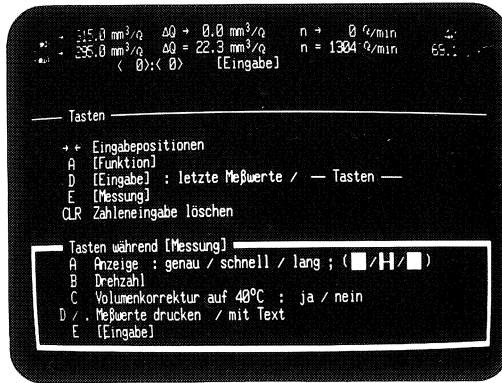 → 315.0 mm³/Ω ΔQ → 0.0 mm³/Ω n → 0 Ω/min
→ 295.0 mm³/Ω ΔQ = 22.3 mm³/Ω n = 1304 Ω/min 69.1
< 0>:< 0> [Eingabe]
Tasten
→ ← Eingabepositionen
A [Funktion]
D [Eingabe] : letzte Meßwerte / — Tasten —
E [Messung]
CLR Zahleneingabe löschen
Tasten während [Messung]
A Anzeige : genau / schnell / lang ; ( █ / H / █ )
B Drehzahl
C Volumenkorrektur auf 40°C : ja / nein
D / . Meßwerte drucken / mit Text
E [Eingabe]